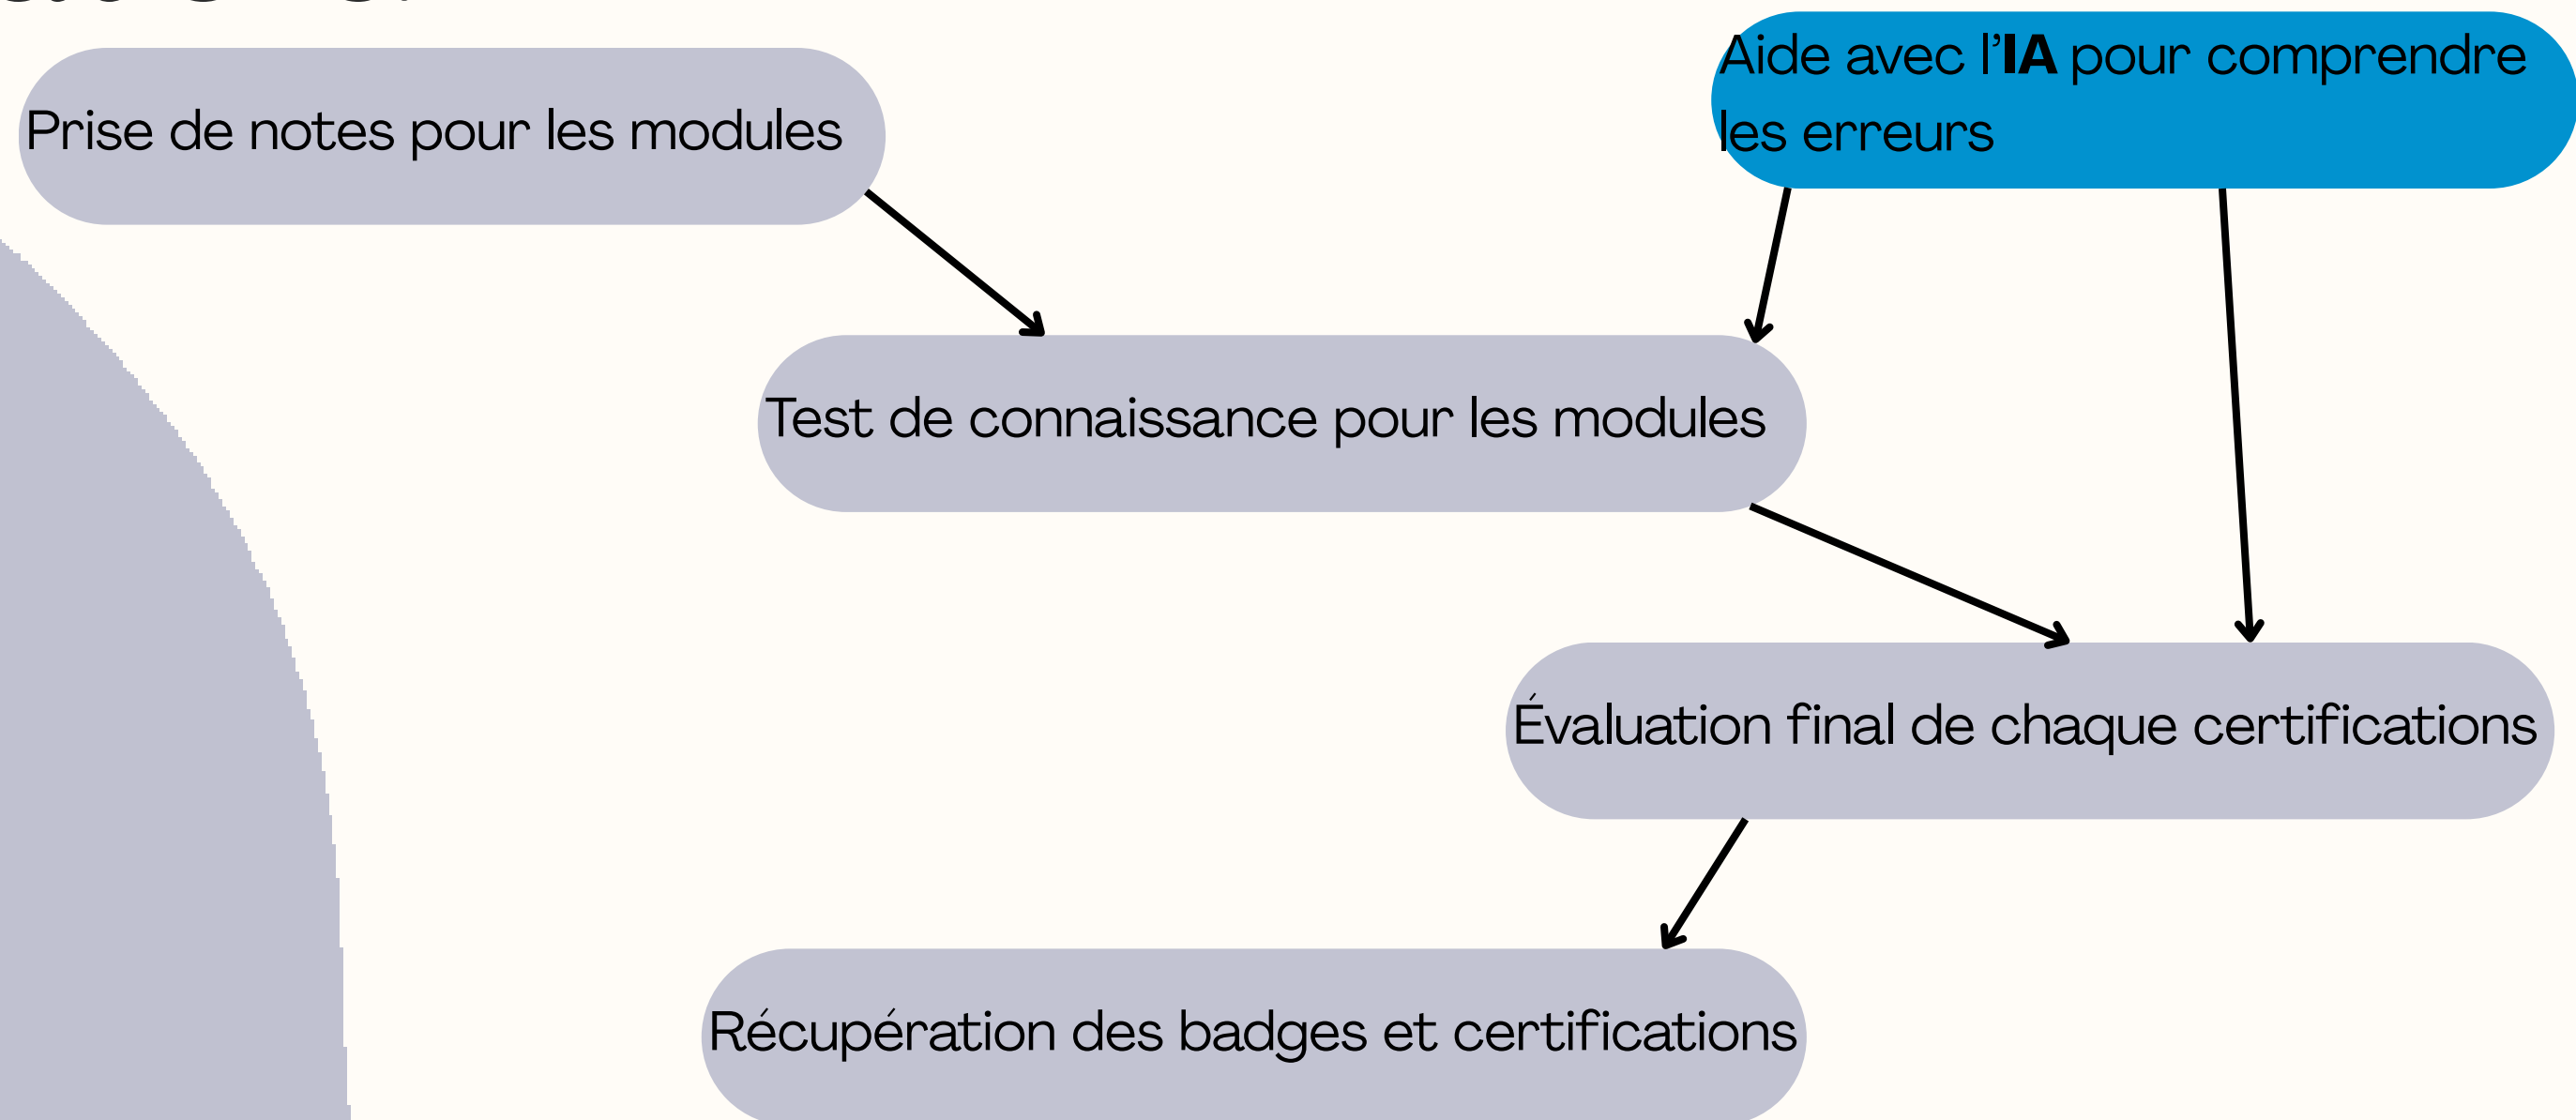 Prise de notes pour les modules
Aide avec l’IA pour comprendre
les erreurs
Test de connaissance pour les modules
Évaluation final de chaque certifications
Récupération des badges et certifications